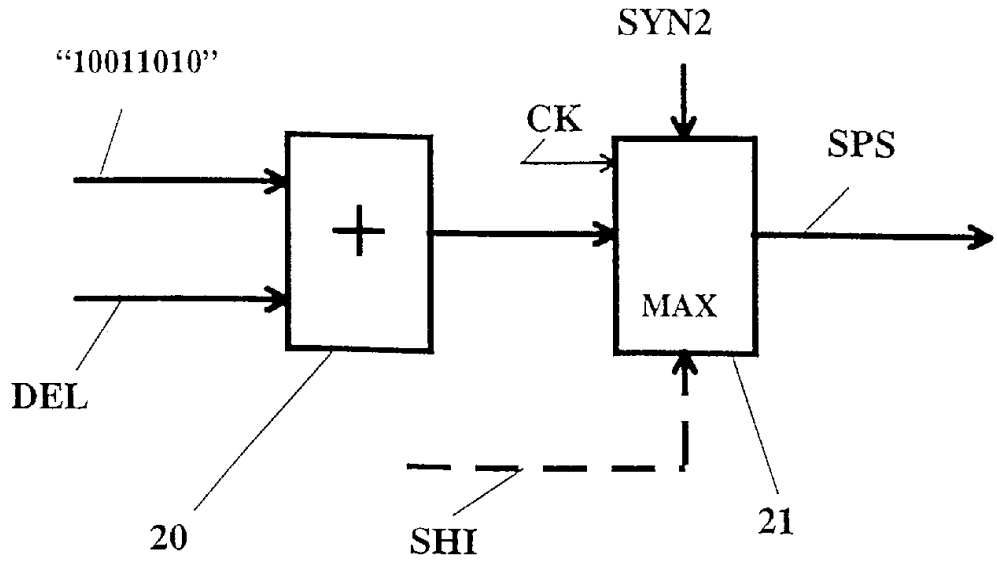 SYN2
“10011010”
CK
SPS
+
MAX
DEL
20
SHI
21